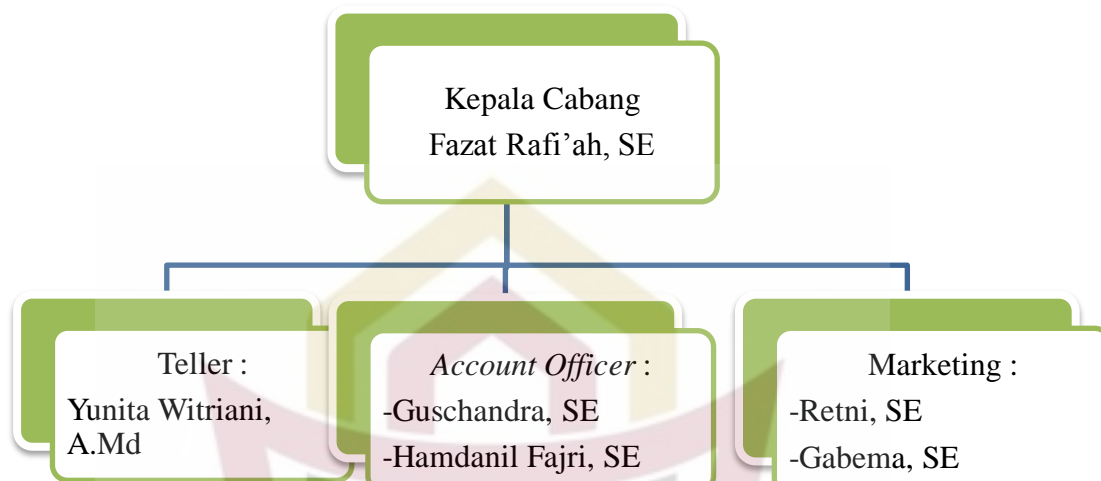 Kepala Cabang
Fazat Rafi’ah, SE
Teller :
Yunita Witriani,
A.Md
Account Officer :
-Guschandra, SE
-Hamdanil Fajri, SE
Marketing :
-Retni, SE
-Gabema, SE